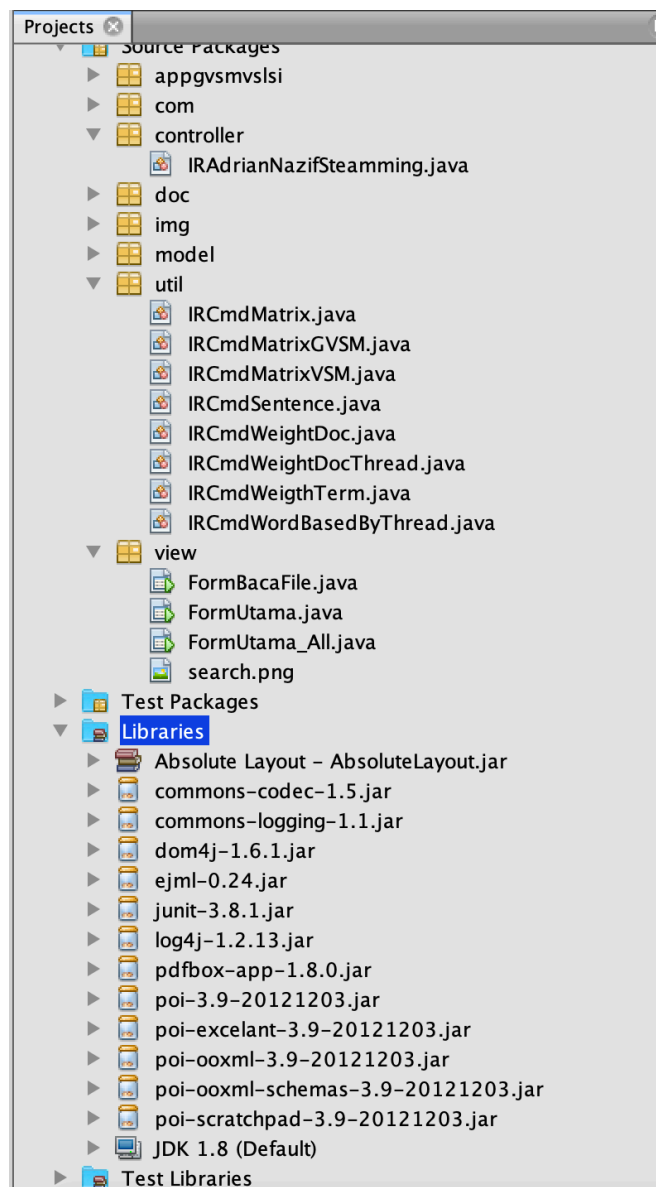 Projects
Source Packages
appgvsmvslsi
com
controller
IRAdrianNazifSteamming.java
doc
img
model
util
IRCmdMatrix.java
IRCmdMatrixGVSM.java
IRCmdMatrixVSM.java
IRCmdSentence.java
IRCmdWeightDoc.java
IRCmdWeightDocThread.java
IRCmdWeigthTerm.java
IRCmdWordBasedByThread.java
view
FormBacaFile.java
FormUtama.java
FormUtama_All.java
search.png
Test Packages
Libraries
Absolute Layout – AbsoluteLayout.jar
commons-codec-1.5.jar
commons-logging-1.1.jar
dom4j-1.6.1.jar
ejml-0.24.jar
junit-3.8.1.jar
log4j-1.2.13.jar
pdfbox-app-1.8.0.jar
poi-3.9-20121203.jar
poi-excelant-3.9-20121203.jar
poi-ooxml-3.9-20121203.jar
poi-ooxml-schemas-3.9-20121203.jar
poi-scratchpad-3.9-20121203.jar
JDK 1.8 (Default)
Test Libraries